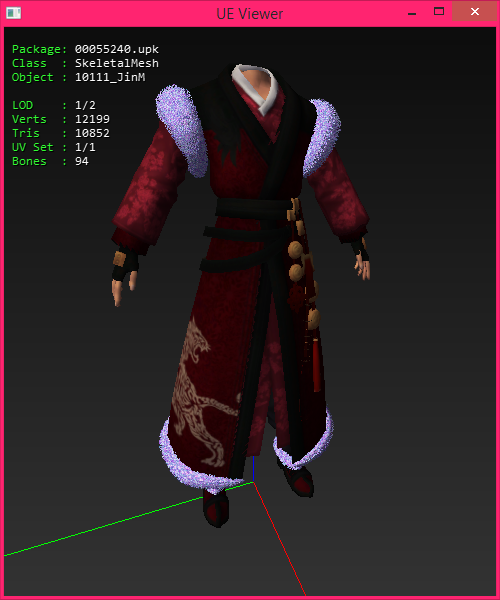 UE Viewer
Package: 00055240.upk
Class : SkeletalMesh
Object : 10111_JinM
LOD : 1/2
Verts : 12199
Tris : 10852
UV Set : 1/1
Bones : 94